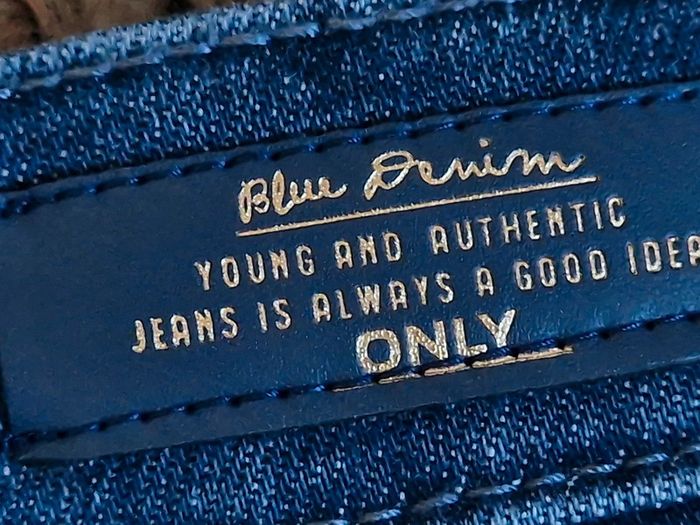 Blue Denim
YOUNG AND AUTHENTIC
JEANS IS ALWAYS A GOOD IDEA
ONLY